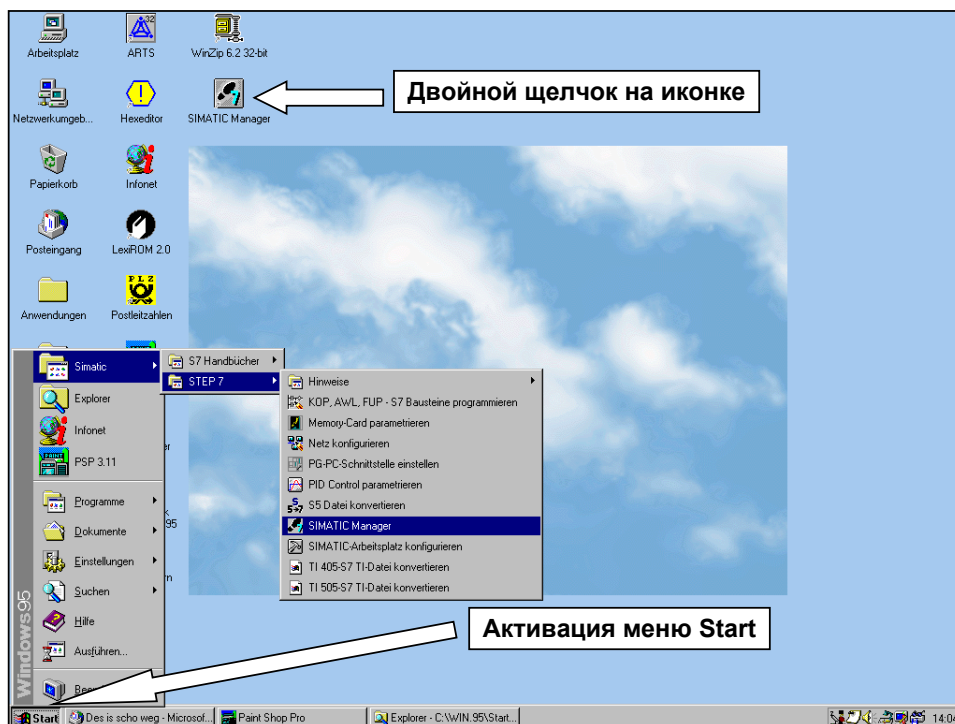 Arbeitsplatz
ARTS
32
WinZip 6.2 32-bit
Двойной щелчок на иконке
Netzwerkumgeb...
Hexeditor
SIMATIC Manager
Papierkorb
Infonet
Posteingang
LexiROM 2.0
PLZ
Anwendungen
Postleitzahlen
Simatic
S7 Handbücher
STEP 7
Explorer
Infonet
PSP 3.11
Hinweise
KOP, AWL, FUP - S7 Bausteine programmieren
Memory-Card parametrieren
Netz konfigurieren
PG-PC-Schnittstelle einstellen
PID Control parametrieren
S5 Datei konvertieren
SIMATIC Manager
SIMATIC-Arbeitsplatz konfigurieren
TI 405-S7 TI-Datei konvertieren
TI 505-S7 TI-Datei konvertieren
Programme
Dokumente
95
Einstellungen
Suchen
Hilfe
Ausführen...
Windows95
Активация меню Start
Start
Des is scho weg - Microsof...
Paint Shop Pro
Explorer - C:\WIN.95\Start...
14:04